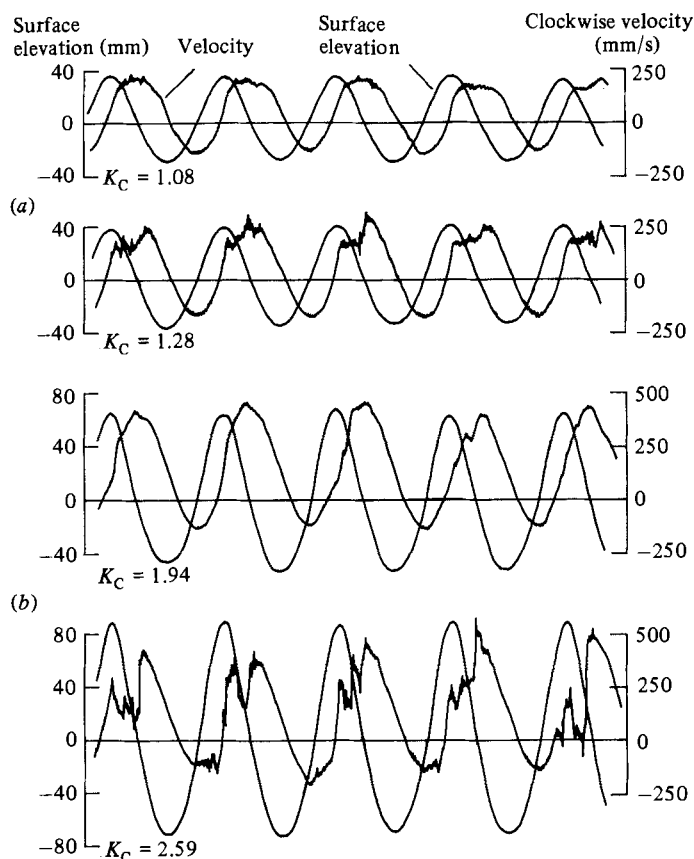 Surface elevation (mm)
Velocity
Surface elevation
Clockwise velocity (mm/s)
40
0
−40
250
0
−250
K_C = 1.08
(a)
40
0
−40
250
0
−250
K_C = 1.28
80
40
0
−40
500
250
0
−250
K_C = 1.94
(b)
80
40
0
−40
−80
500
250
0
−250
K_C = 2.59